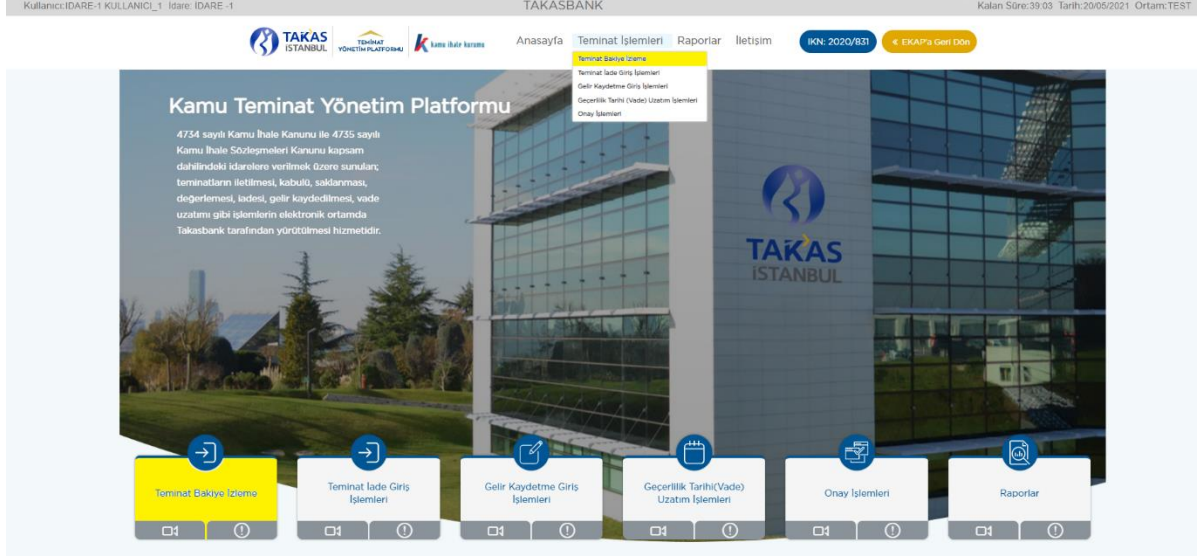 Kullanıcı:IDARE-1 KULLANICI_1 İdare: İDARE -1
TAKASBANK
Kalan Süre:39:03 Tarih:20/05/2021 Ortam:TEST
TAKAS
İSTANBUL
TEMİNAT
YÖNETİM PLATFORMU
kamu ihale kurumu
Anasayfa
Teminat İşlemleri
Raporlar
İletişim
IKN: 2020/831
« EKAP'a Geri Dön
Teminat Bakiye İzleme
Teminat İade Giriş İşlemleri
Gelir Kaydetme Giriş İşlemleri
Geçerlilik Tarihi (Vade) Uzatım İşlemleri
Onay İşlemleri
Kamu Teminat Yönetim Platformu
4734 sayılı Kamu İhale Kanunu ile 4735 sayılı
Kamu İhale Sözleşmeleri Kanunu kapsam
dahilindeki idarelere verilmek üzere sunulan;
teminatların iletilmesi, kabulü, saklanması,
değerlemesi, iadesi, gelir kaydedilmesi, vade
uzatımı gibi işlemlerin elektronik ortamda
Takasbank tarafından yürütülmesi hizmetidir.
TAKAS
İSTANBUL
Teminat Bakiye İzleme
Teminat İade Giriş
İşlemleri
Gelir Kaydetme Giriş
İşlemleri
Geçerlilik Tarihi(Vade)
Uzatım İşlemleri
Onay İşlemleri
Raporlar